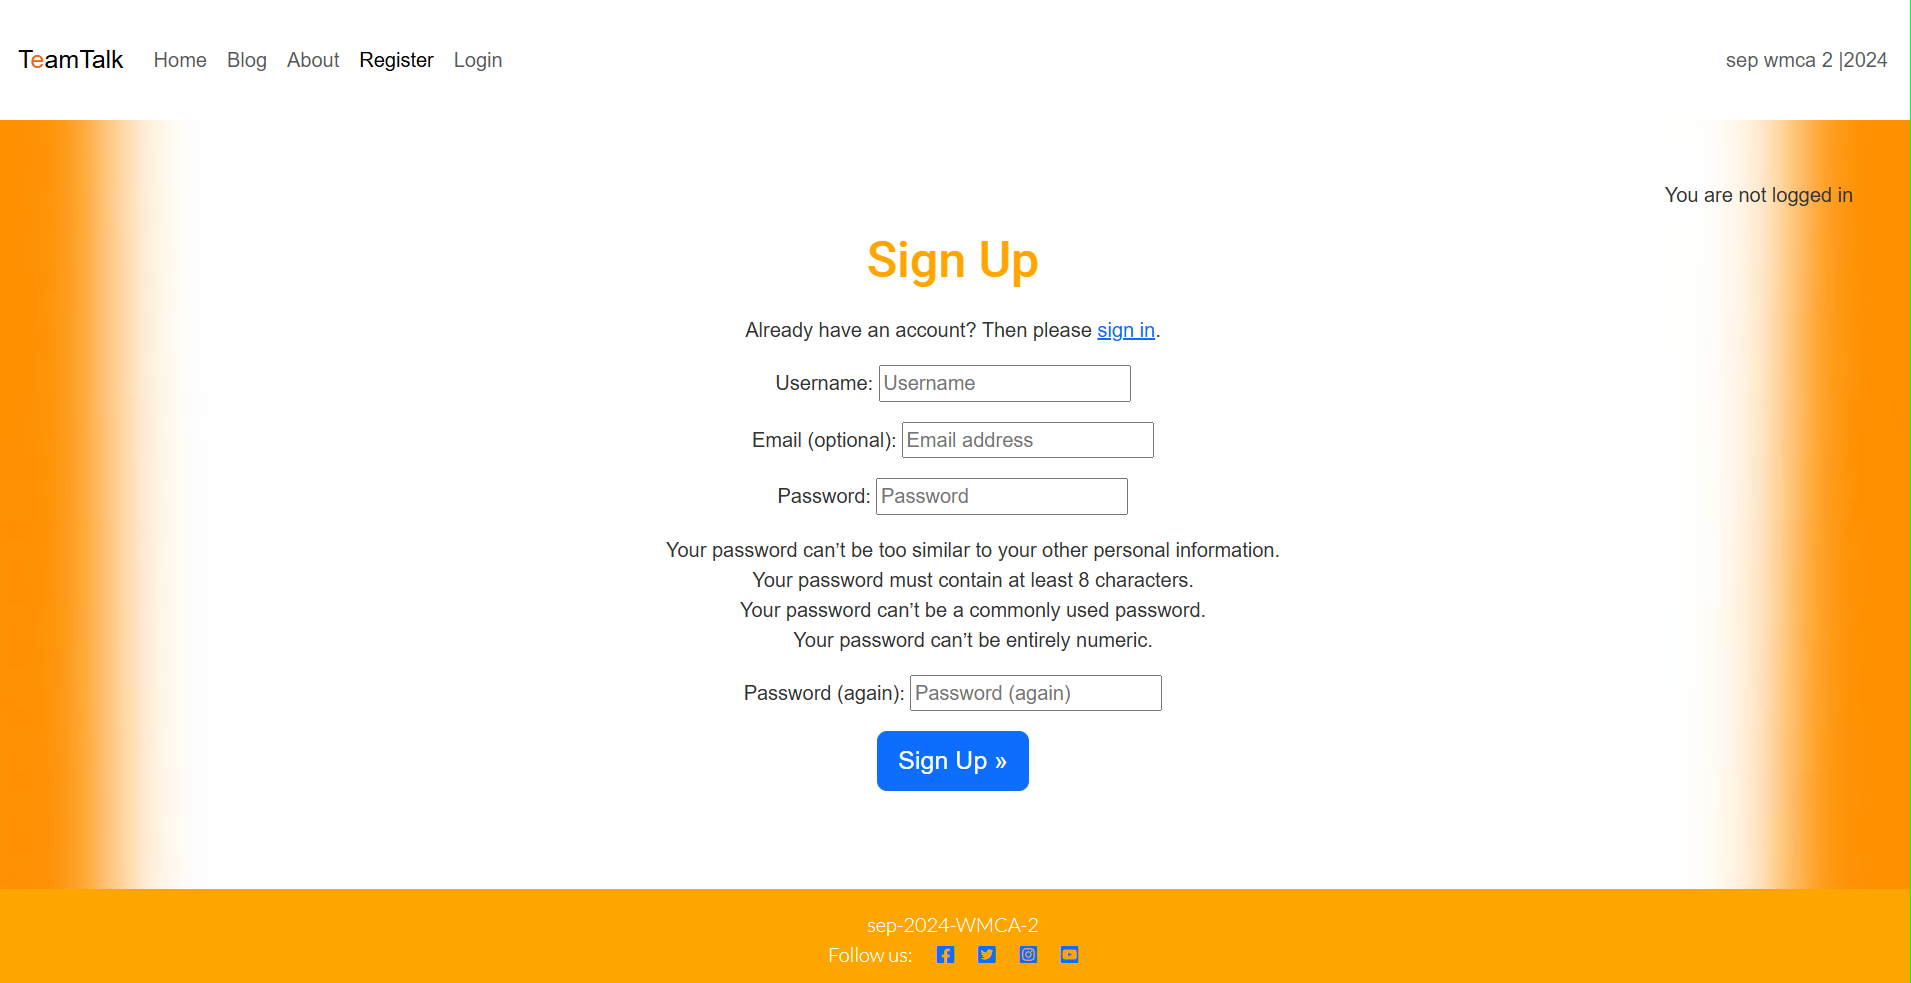 TeamTalk Home Blog About Register Login sep wmca 2 |2024
You are not logged in
Sign Up
Already have an account? Then please sign in.
Username: Username
Email (optional): Email address
Password: Password
Your password can’t be too similar to your other personal information.
Your password must contain at least 8 characters.
Your password can’t be a commonly used password.
Your password can’t be entirely numeric.
Password (again): Password (again)
Sign Up »
sep-2024-WMCA-2
Follow us: